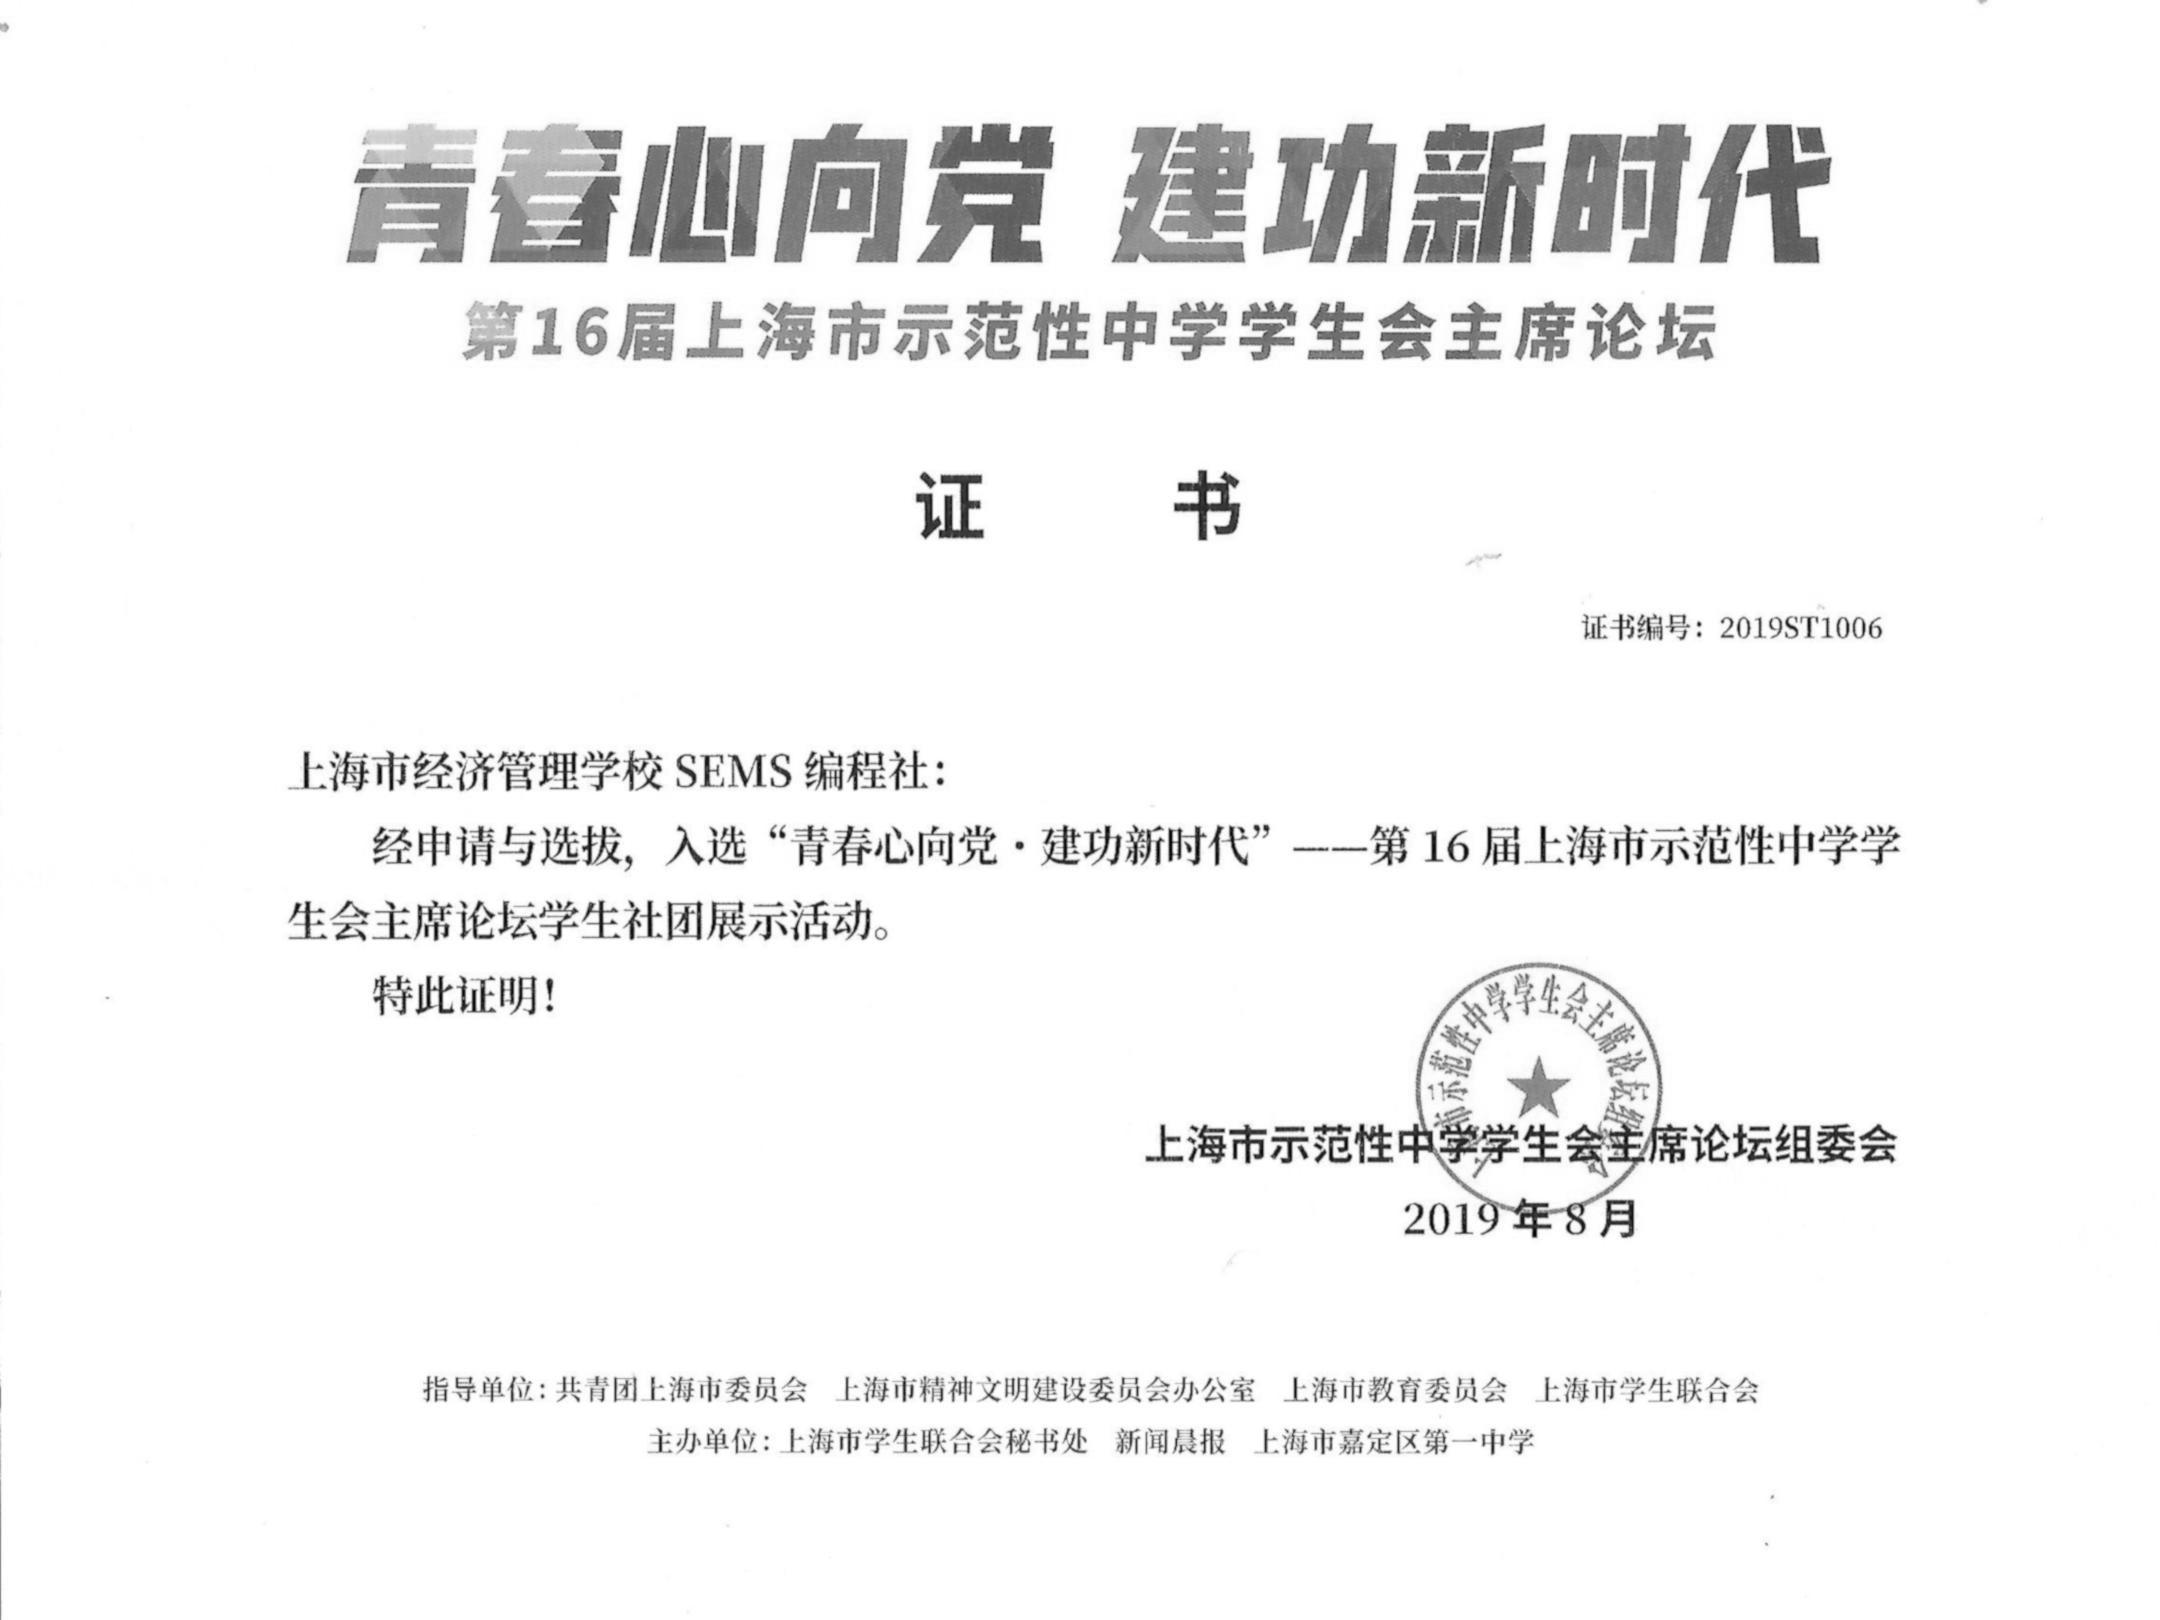 青春心向党 建功新时代
第16届上海市示范性中学学生会主席论坛
证 书
证书编号：2019ST1006
上海市经济管理学校 SEMS 编程社：
经申请与选拔，入选“青春心向党·建功新时代”——第 16 届上海市示范性中学学
生会主席论坛学生社团展示活动。
特此证明！
上海市示范性中学学生会主席论坛组委会
上海市示范性中学学生会主席论坛组委会
2019 年 8 月
指导单位：共青团上海市委员会 上海市精神文明建设委员会办公室 上海市教育委员会 上海市学生联合会
主办单位：上海市学生联合会秘书处 新闻晨报 上海市嘉定区第一中学